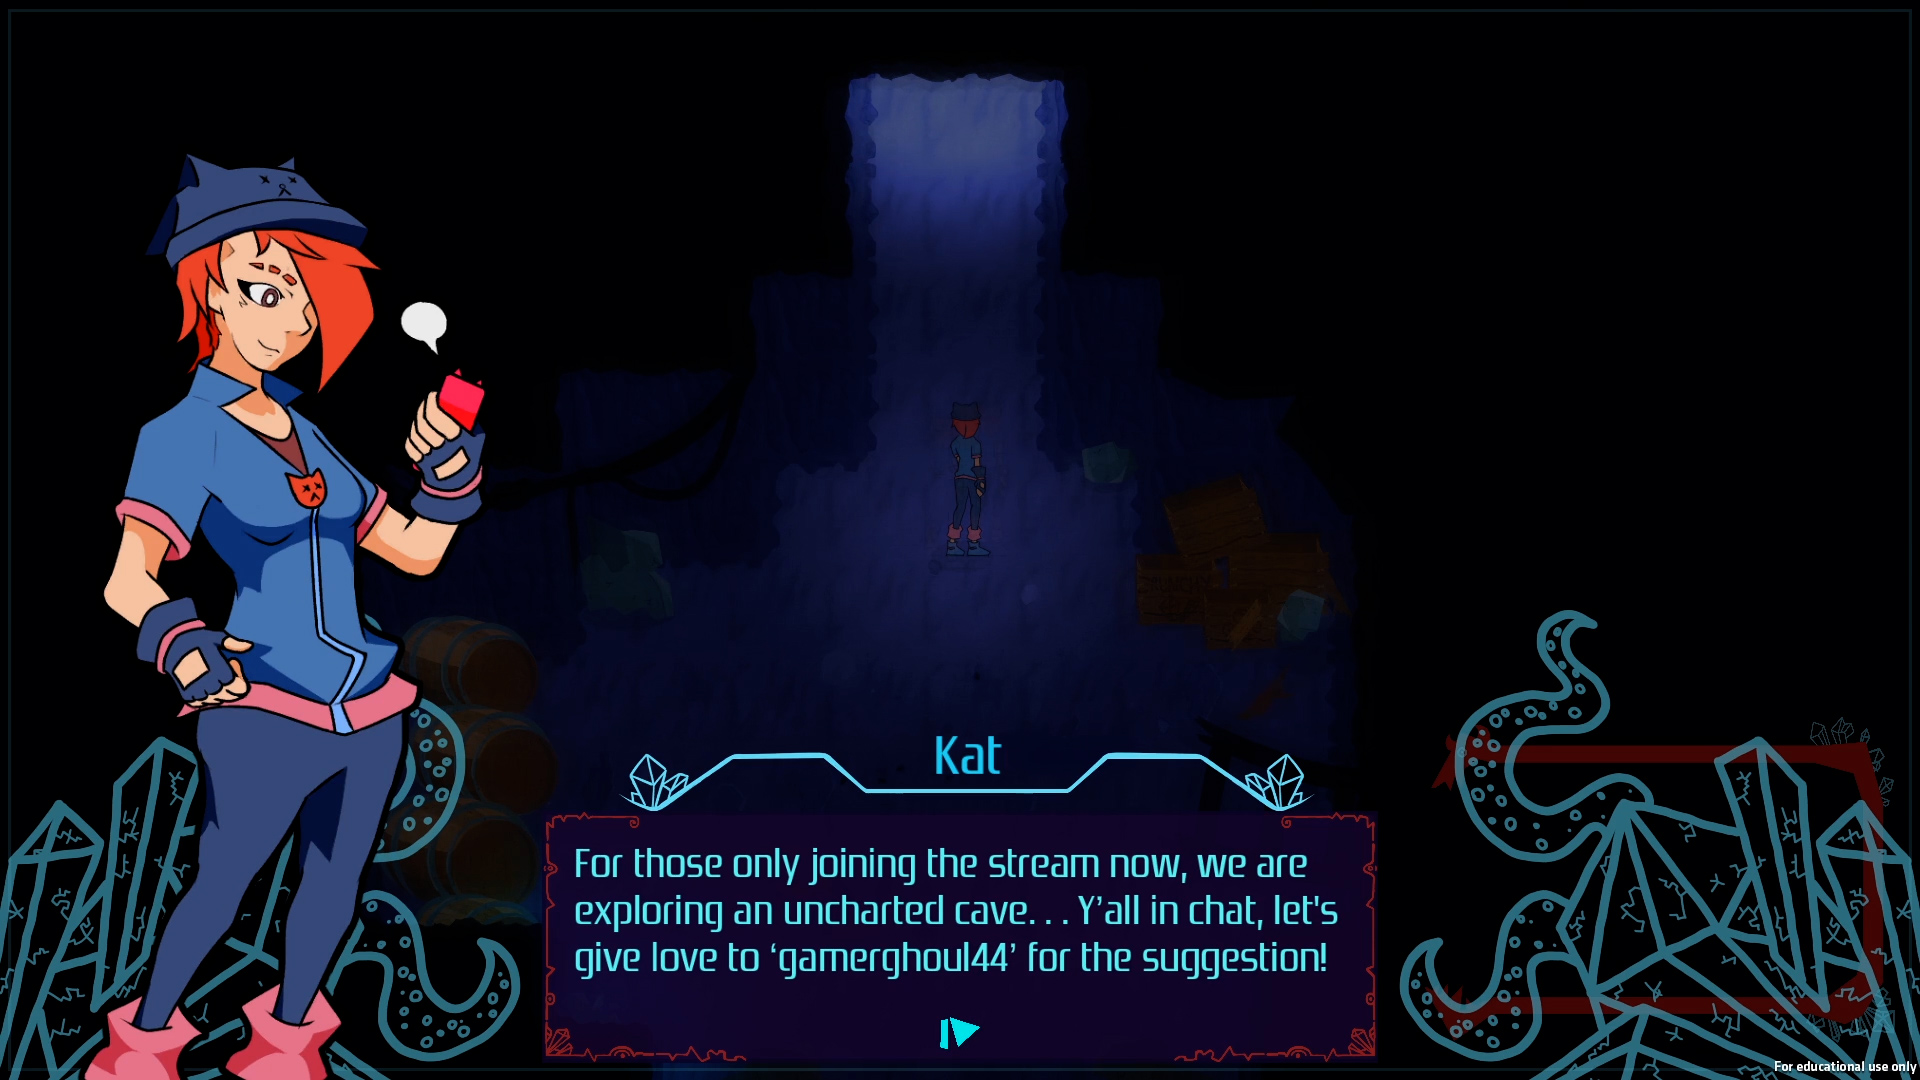 Kat
For those only joining the stream now, we are
exploring an uncharted cave... Y'all in chat, let's
give love to ‘gamerghoul44’ for the suggestion!
For educational use only